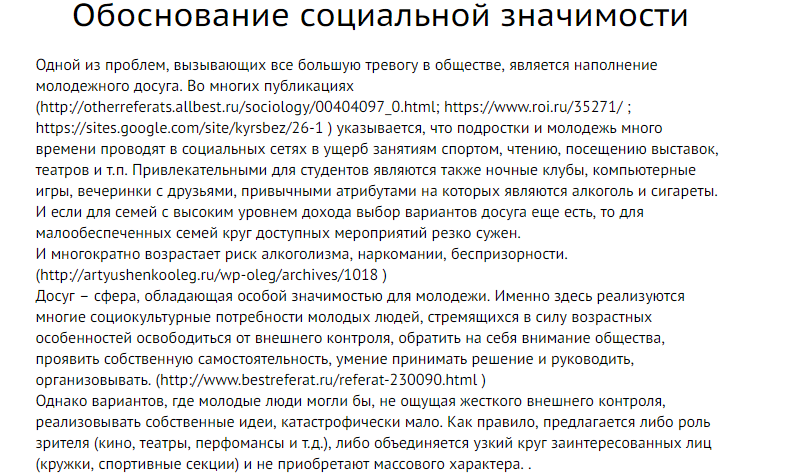 Обоснование социальной значимости
Одной из проблем, вызывающих все большую тревогу в обществе, является наполнение
молодежного досуга. Во многих публикациях
(http://otherreferats.allbest.ru/sociology/00404097_0.html; https://www.roi.ru/35271/ ;
https://sites.google.com/site/kyrsbez/26-1 ) указывается, что подростки и молодежь много
времени проводят в социальных сетях в ущерб занятиям спортом, чтению, посещению выставок,
театров и т.п. Привлекательными для студентов являются также ночные клубы, компьютерные
игры, вечеринки с друзьями, привычными атрибутами на которых являются алкоголь и сигареты.
И если для семей с высоким уровнем дохода выбор вариантов досуга еще есть, то для
малообеспеченных семей круг доступных мероприятий резко сужен.
И многократно возрастает риск алкоголизма, наркомании, беспризорности.
(http://artyushenkooleg.ru/wp-oleg/archives/1018 )
Досуг – сфера, обладающая особой значимостью для молодежи. Именно здесь реализуются
многие социокультурные потребности молодых людей, стремящихся в силу возрастных
особенностей освободиться от внешнего контроля, обратить на себя внимание общества,
проявить собственную самостоятельность, умение принимать решение и руководить,
организовывать. (http://www.bestreferat.ru/referat-230090.html )
Однако вариантов, где молодые люди могли бы, не ощущая жесткого внешнего контроля,
реализовывать собственные идеи, катастрофически мало. Как правило, предлагается либо роль
зрителя (кино, театры, перфомансы и т.д.), либо объединяется узкий круг заинтересованных лиц
(кружки, спортивные секции) и не приобретают массового характера. .